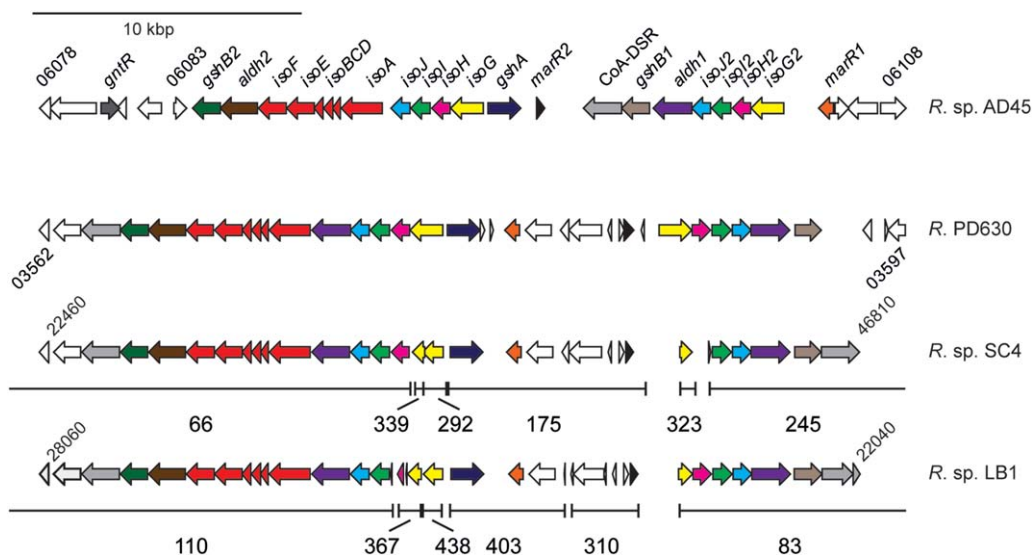 10 kbp
06078 gntR 06083 gshB2 aldh2 isoF isoE isoBCD isoA isoJ isoI isoH isoG gshA marR2 CoA-DSR gshB1 aldh1 isoJ2 isoI2 isoH2 isoG2 marR1 06108
R. sp. AD45
R. PD630
03562 03597
22460 46810
R. sp. SC4
66 339 292 175 323 245
28060 22040
R. sp. LB1
110 367 438 403 310 83